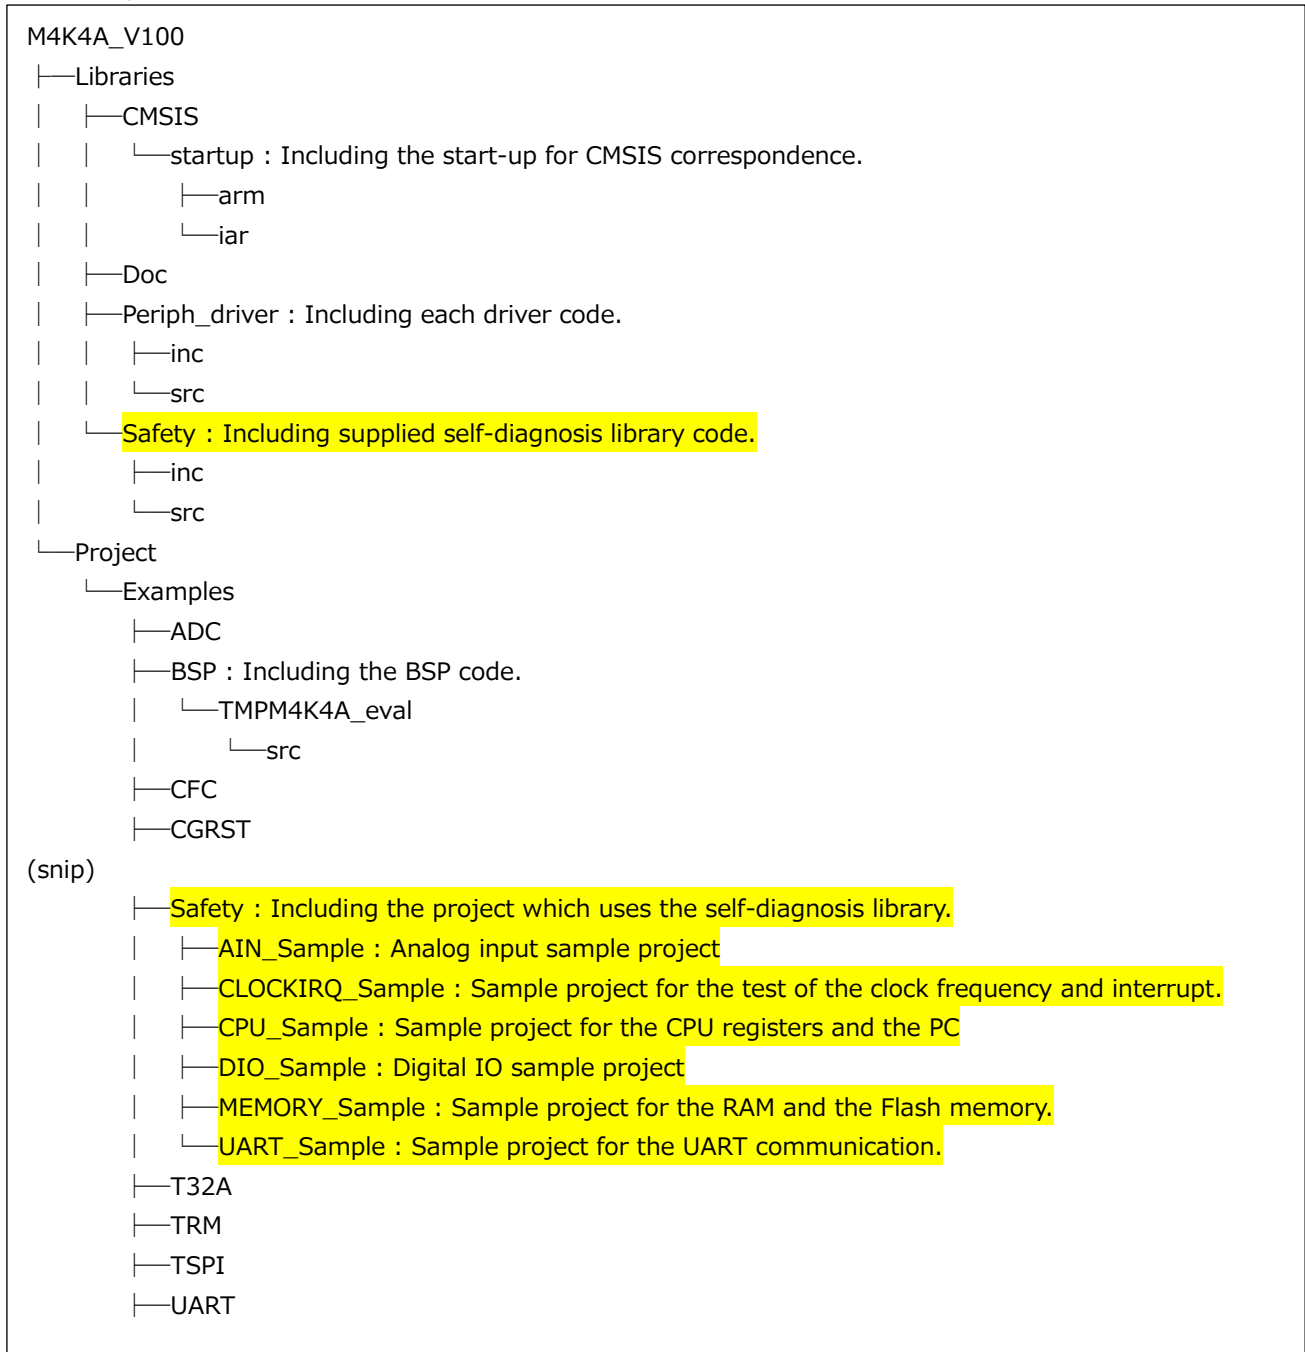 M4K4A_V100
├──Libraries
│ ├──CMSIS
│ │ └──startup : Including the start-up for CMSIS correspondence.
│ │ ├──arm
│ │ └──iar
│ ├──Doc
│ ├──Periph_driver : Including each driver code.
│ │ ├──inc
│ │ └──src
│ └──Safety : Including supplied self-diagnosis library code.
│ ├──inc
│ └──src
└──Project
└──Examples
├──ADC
├──BSP : Including the BSP code.
│ └──TMPM4K4A_eval
│ └──src
├──CFC
├──CGRST
(snip)
├──Safety : Including the project which uses the self-diagnosis library.
│ ├──AIN_Sample : Analog input sample project
│ ├──CLOCKIRQ_Sample : Sample project for the test of the clock frequency and interrupt.
│ ├──CPU_Sample : Sample project for the CPU registers and the PC
│ ├──DIO_Sample : Digital IO sample project
│ ├──MEMORY_Sample : Sample project for the RAM and the Flash memory.
│ └──UART_Sample : Sample project for the UART communication.
├──T32A
├──TRM
├──TSPI
├──UART